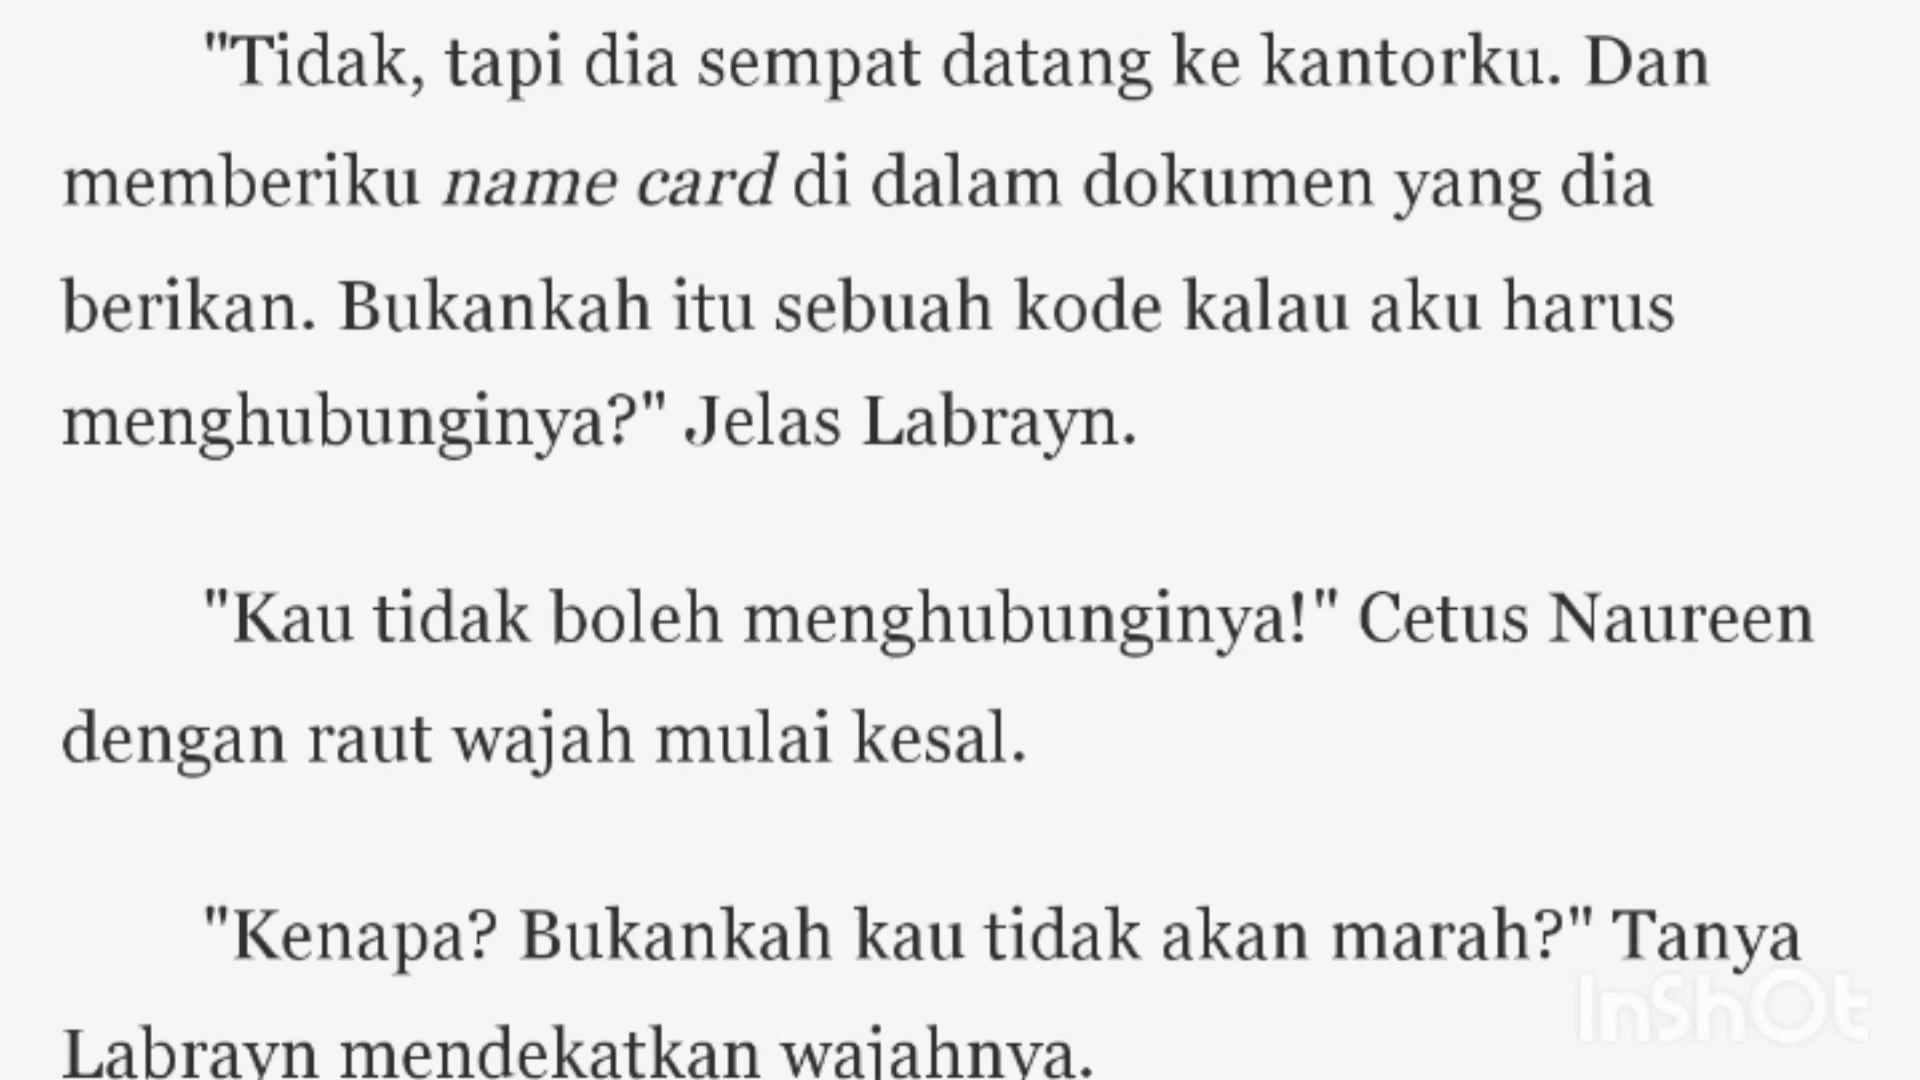 "Tidak, tapi dia sempat datang ke kantorku. Dan
memberiku name card di dalam dokumen yang dia
berikan. Bukankah itu sebuah kode kalau aku harus
menghubunginya?" Jelas Labrayn.
"Kau tidak boleh menghubunginya!" Cetus Naureen
dengan raut wajah mulai kesal.
"Kenapa? Bukankah kau tidak akan marah?" Tanya
Labrayn mendekatkan wajahnya.
InShOt